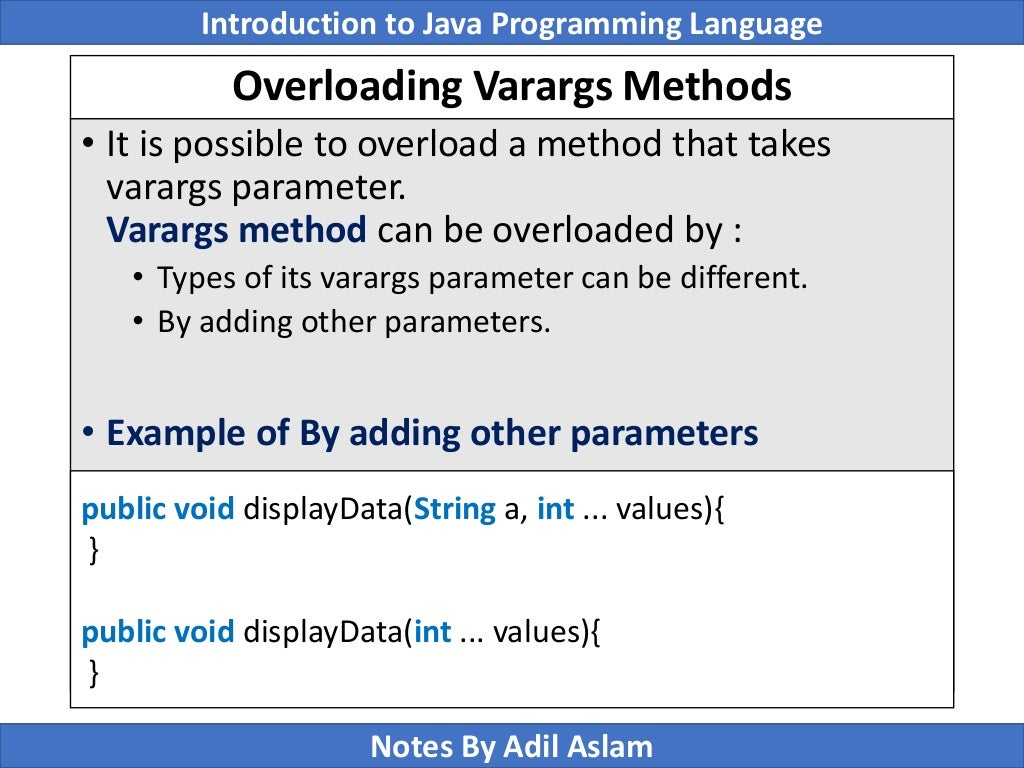 Introduction to Java Programming Language
Overloading Varargs Methods
• It is possible to overload a method that takes
varargs parameter.
Varargs method can be overloaded by :
• Types of its varargs parameter can be different.
• By adding other parameters.
• Example of By adding other parameters
public void displayData(String a, int ... values){
}
public void displayData(int ... values){
}
Notes By Adil Aslam